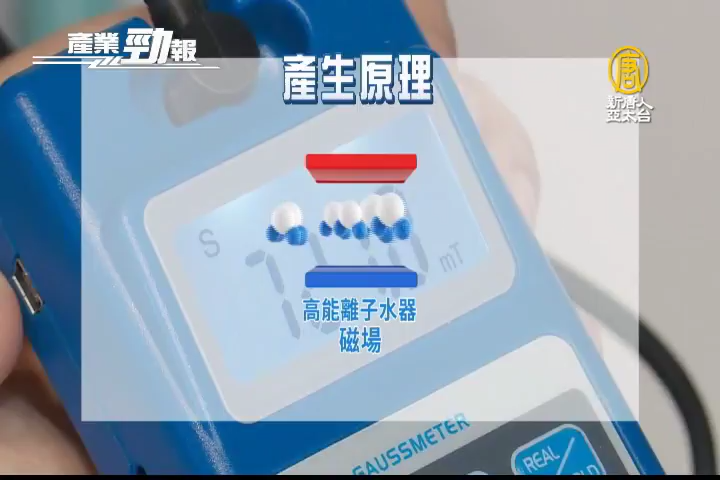 產業勁報
產生原理
新唐人
亞太台
S
mT
高能離子水器
磁場
GAUSSMETER
REAL